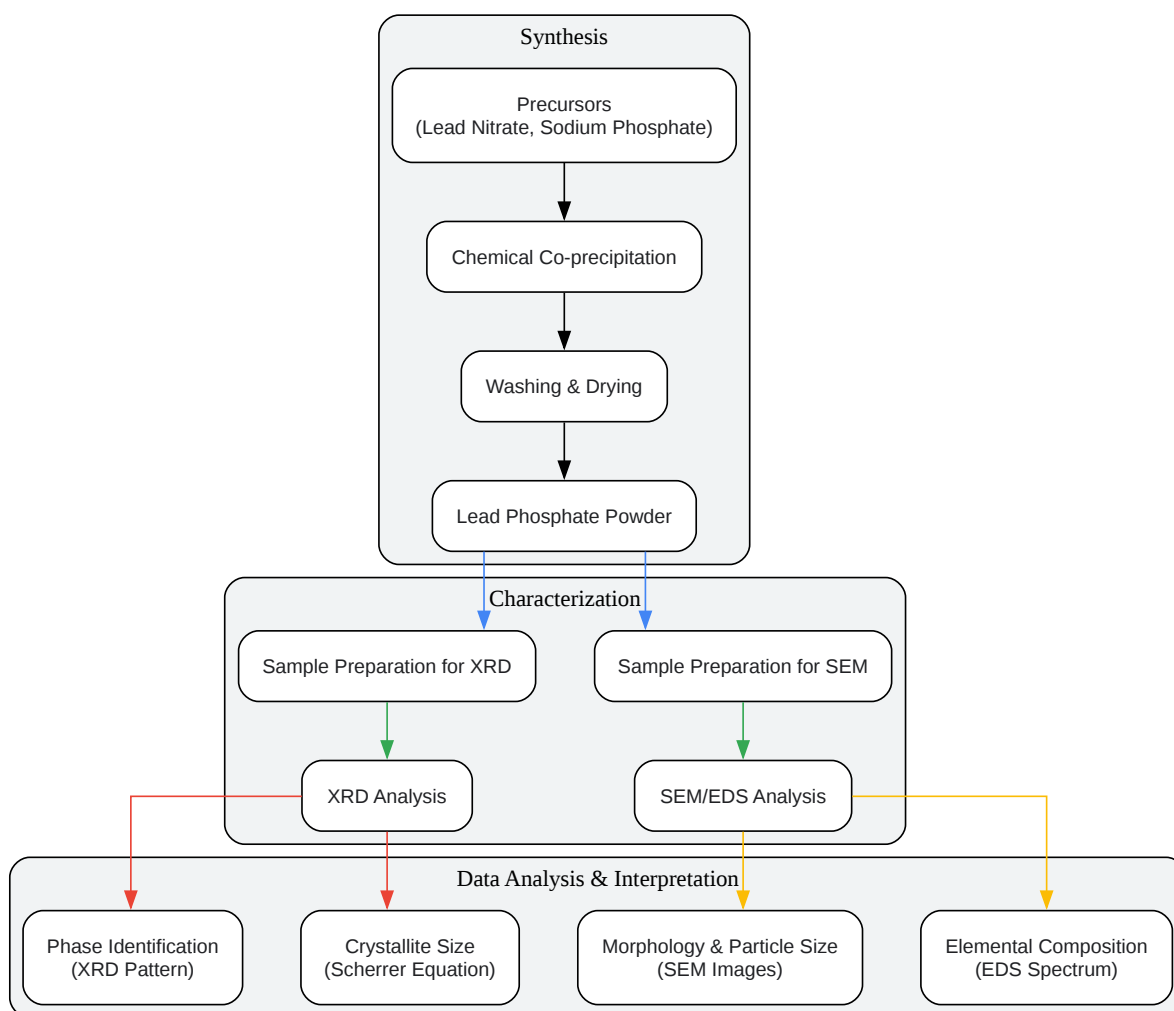 Synthesis
Precursors
(Lead Nitrate, Sodium Phosphate)
Chemical Co-precipitation
Washing & Drying
Lead Phosphate Powder
Characterization
Sample Preparation for XRD
Sample Preparation for SEM
XRD Analysis
SEM/EDS Analysis
Data Analysis & Interpretation
Phase Identification
(XRD Pattern)
Crystallite Size
(Scherrer Equation)
Morphology & Particle Size
(SEM Images)
Elemental Composition
(EDS Spectrum)